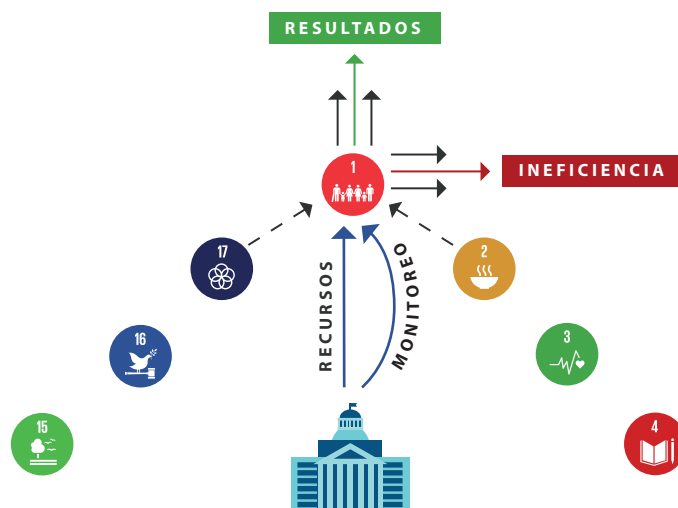 RESULTADOS
1
INEFICIENCIA
17
2
RECURSOS
MONITOREO
16
3
15
4